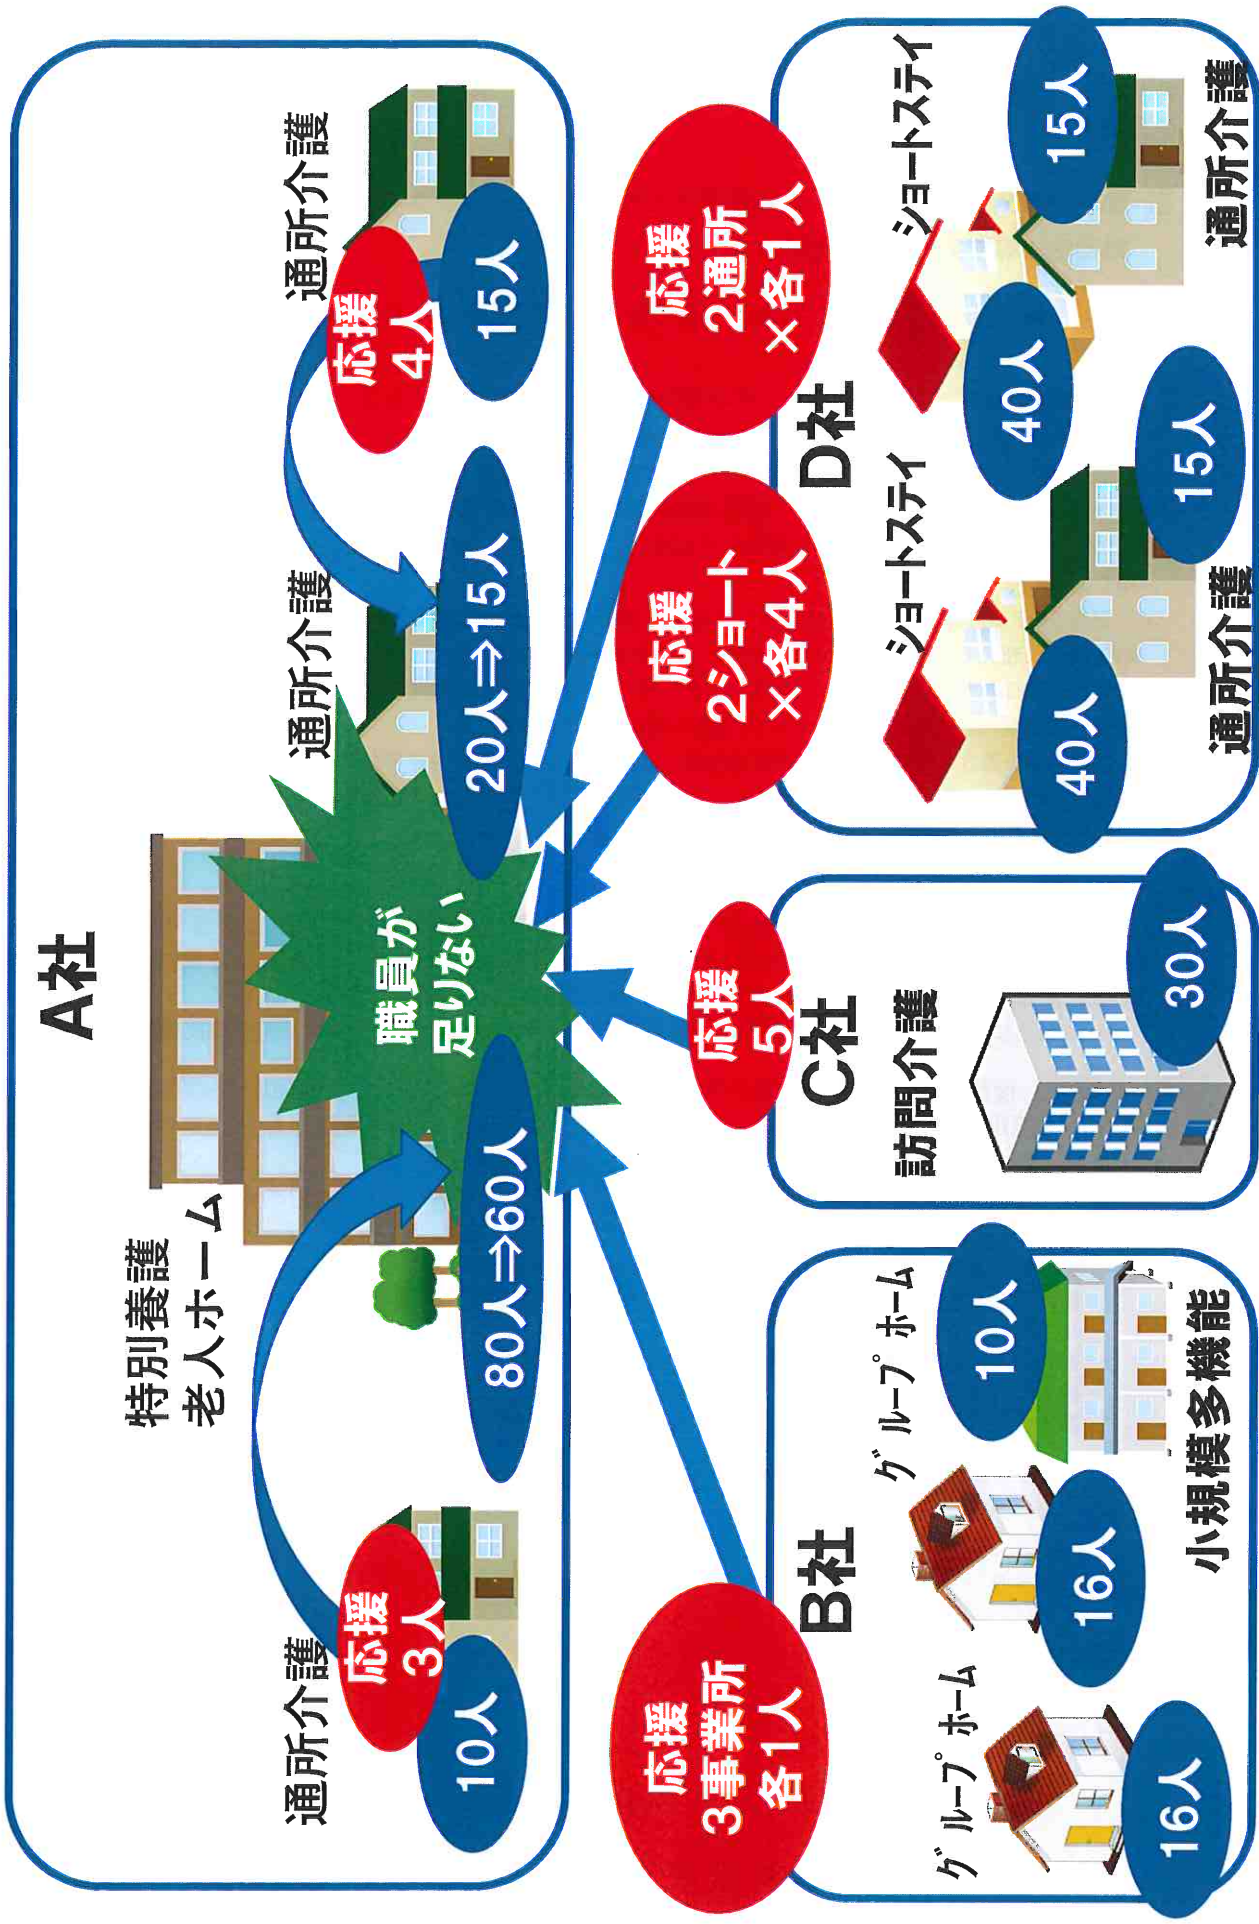 A社
特別養護
老人ホーム
通所介護
応援
3人
10人
80人⇒60人
職員が
足りない
通所介護
20人⇒15人
通所介護
応援
4人
15人
応援
3事業所
各1人
応援
5人
応援
2ショート
×各4人
応援
2通所
×各1人
B社
グループホーム
16人
グループホーム
16人
10人
小規模多機能
C社
訪問介護
30人
D社
ショートステイ
40人
通所介護
15人
ショートステイ
40人
通所介護
15人